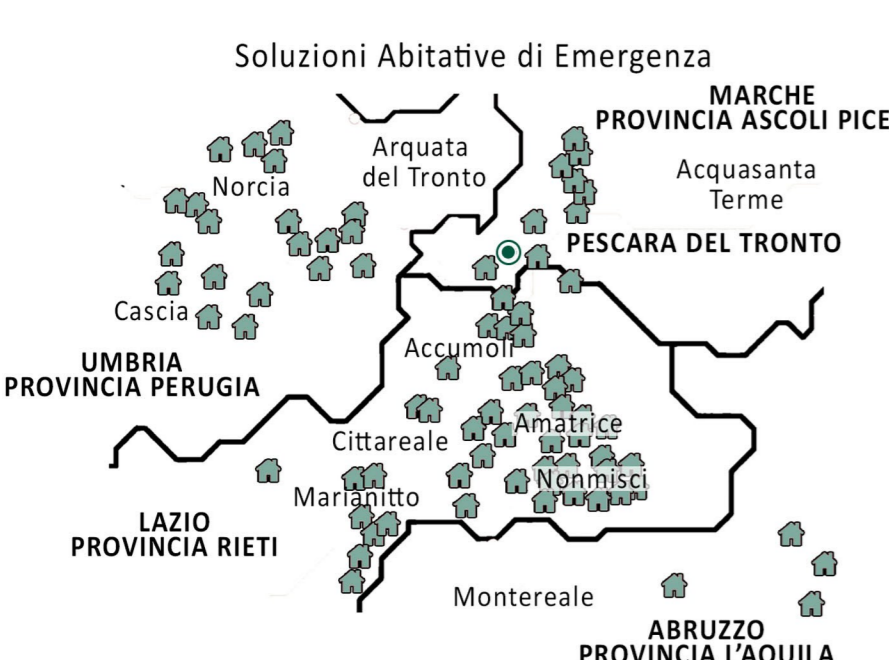 Soluzioni Abitative di Emergenza
MARCHE
PROVINCIA ASCOLI PICE
Arquata
del Tronto
Acquasanta
Terme
Norcia
PESCARA DEL TRONTO
Cascia
Accumoli
UMBRIA
PROVINCIA PERUGIA
Amatrice
Cittareale
Nonmisci
Marianitto
LAZIO
PROVINCIA RIETI
Montereale
ABRUZZO
PROVINCIA L'AQUILA